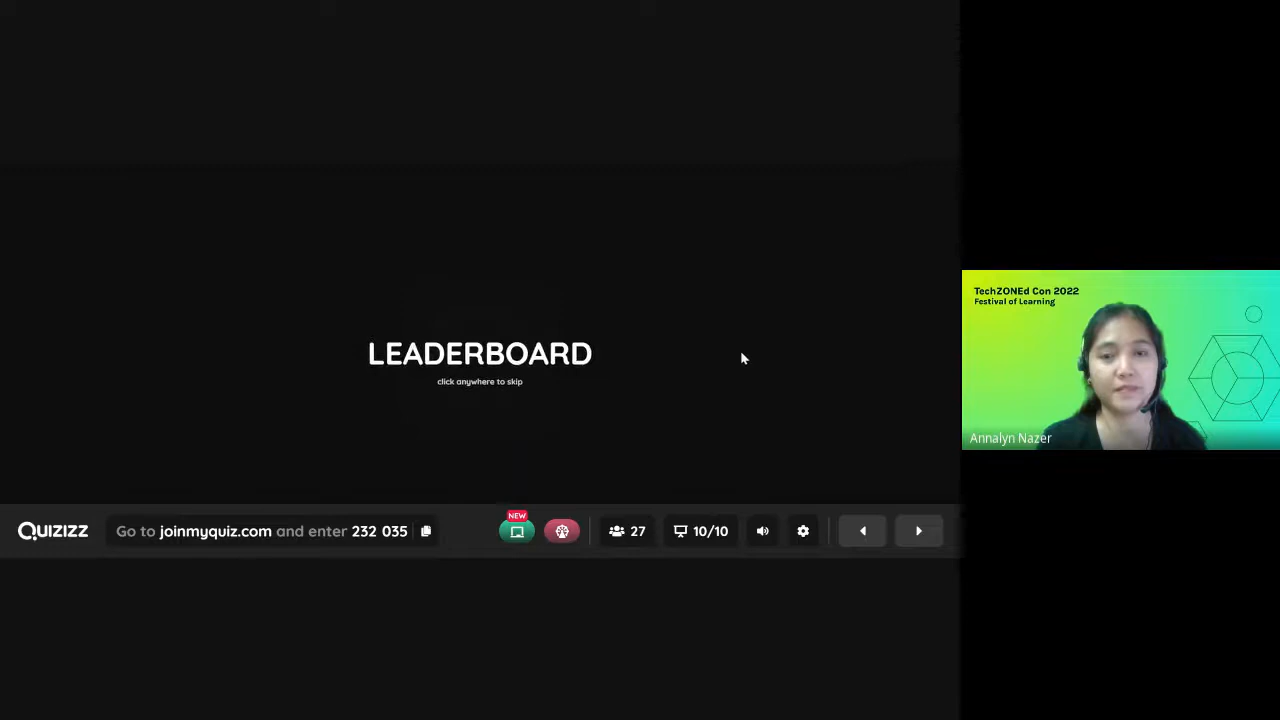 LEADERBOARD
click anywhere to skip
TechZONEd Con 2022
Festival of Learning
Annalyn Nazer
QUIZIZZ
Go to joinmyquiz.com and enter 232 035
NEW
27
10/10